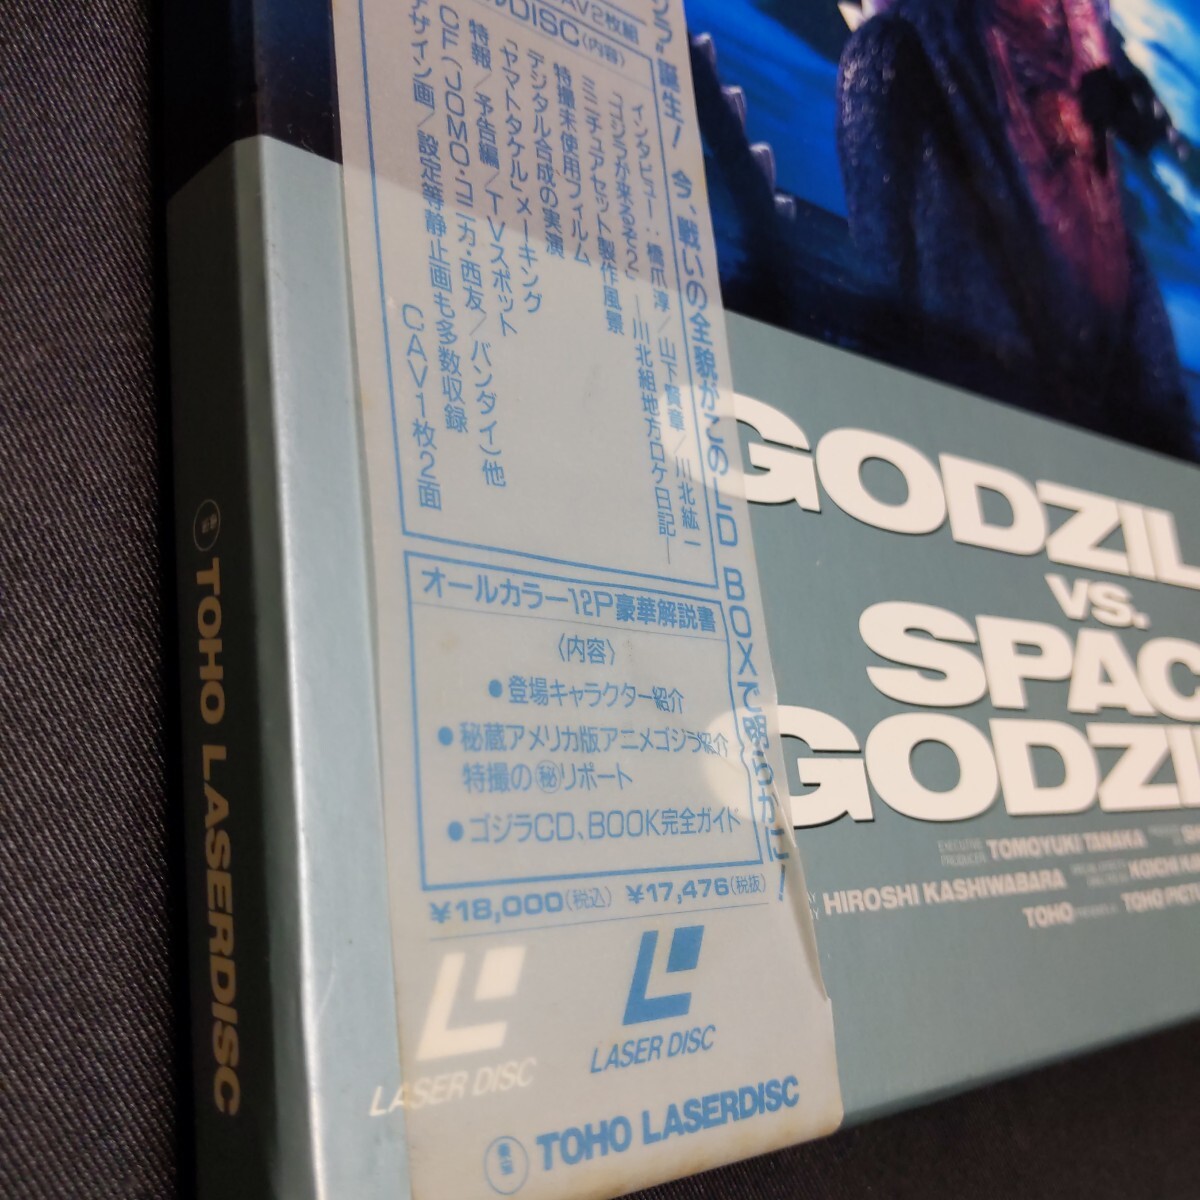 AV2枚組
DISC(内容)
インタビュー:橋爪淳/山下賢章/川北紘一
「ゴジラが来るぞ2」—川北組地方ロケ日記—
ミニチュアセット製作風景
特撮未使用フィルム
デジタル合成の実演
「ヤマトタケル」メーキング
特報/予告編/TVスポット
CF(JOMO・コニカ・西友/バンダイ)他
デザイン画/設定等静止画も多数収録
CAV1枚2面
誕生! 今、戦いの全貌がこのLD BOXで明らかに!
オールカラー12P豪華解説書
〈内容〉
●登場キャラクター紹介
●秘蔵アメリカ版アニメゴジラ紹介
特撮の㊙リポート
●ゴジラCD、BOOK完全ガイド
¥18,000(税込) ¥17,476(税抜)
LASER DISC
LASER DISC
東宝 TOHO LASERDISC
東宝 TOHO LASERDISC
GODZIL
VS.
SPAC
GODZI
EXECUTIVE PRODUCER TOMOYUKI TANAKA
HIROSHI KASHIWABARA
KOICHI KA
TOHO PRESENTS A TOHO PICT